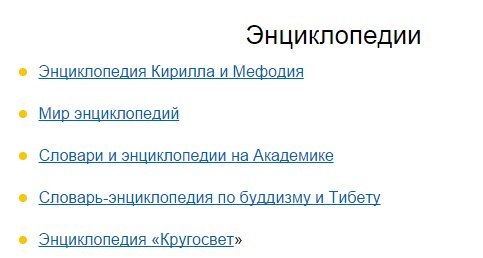 Энциклопедии
Энциклопедия Кирилла и Мефодия
Мир энциклопедий
Словари и энциклопедии на Академике
Словарь-энциклопедия по буддизму и Тибету
Энциклопедия «Кругосвет»